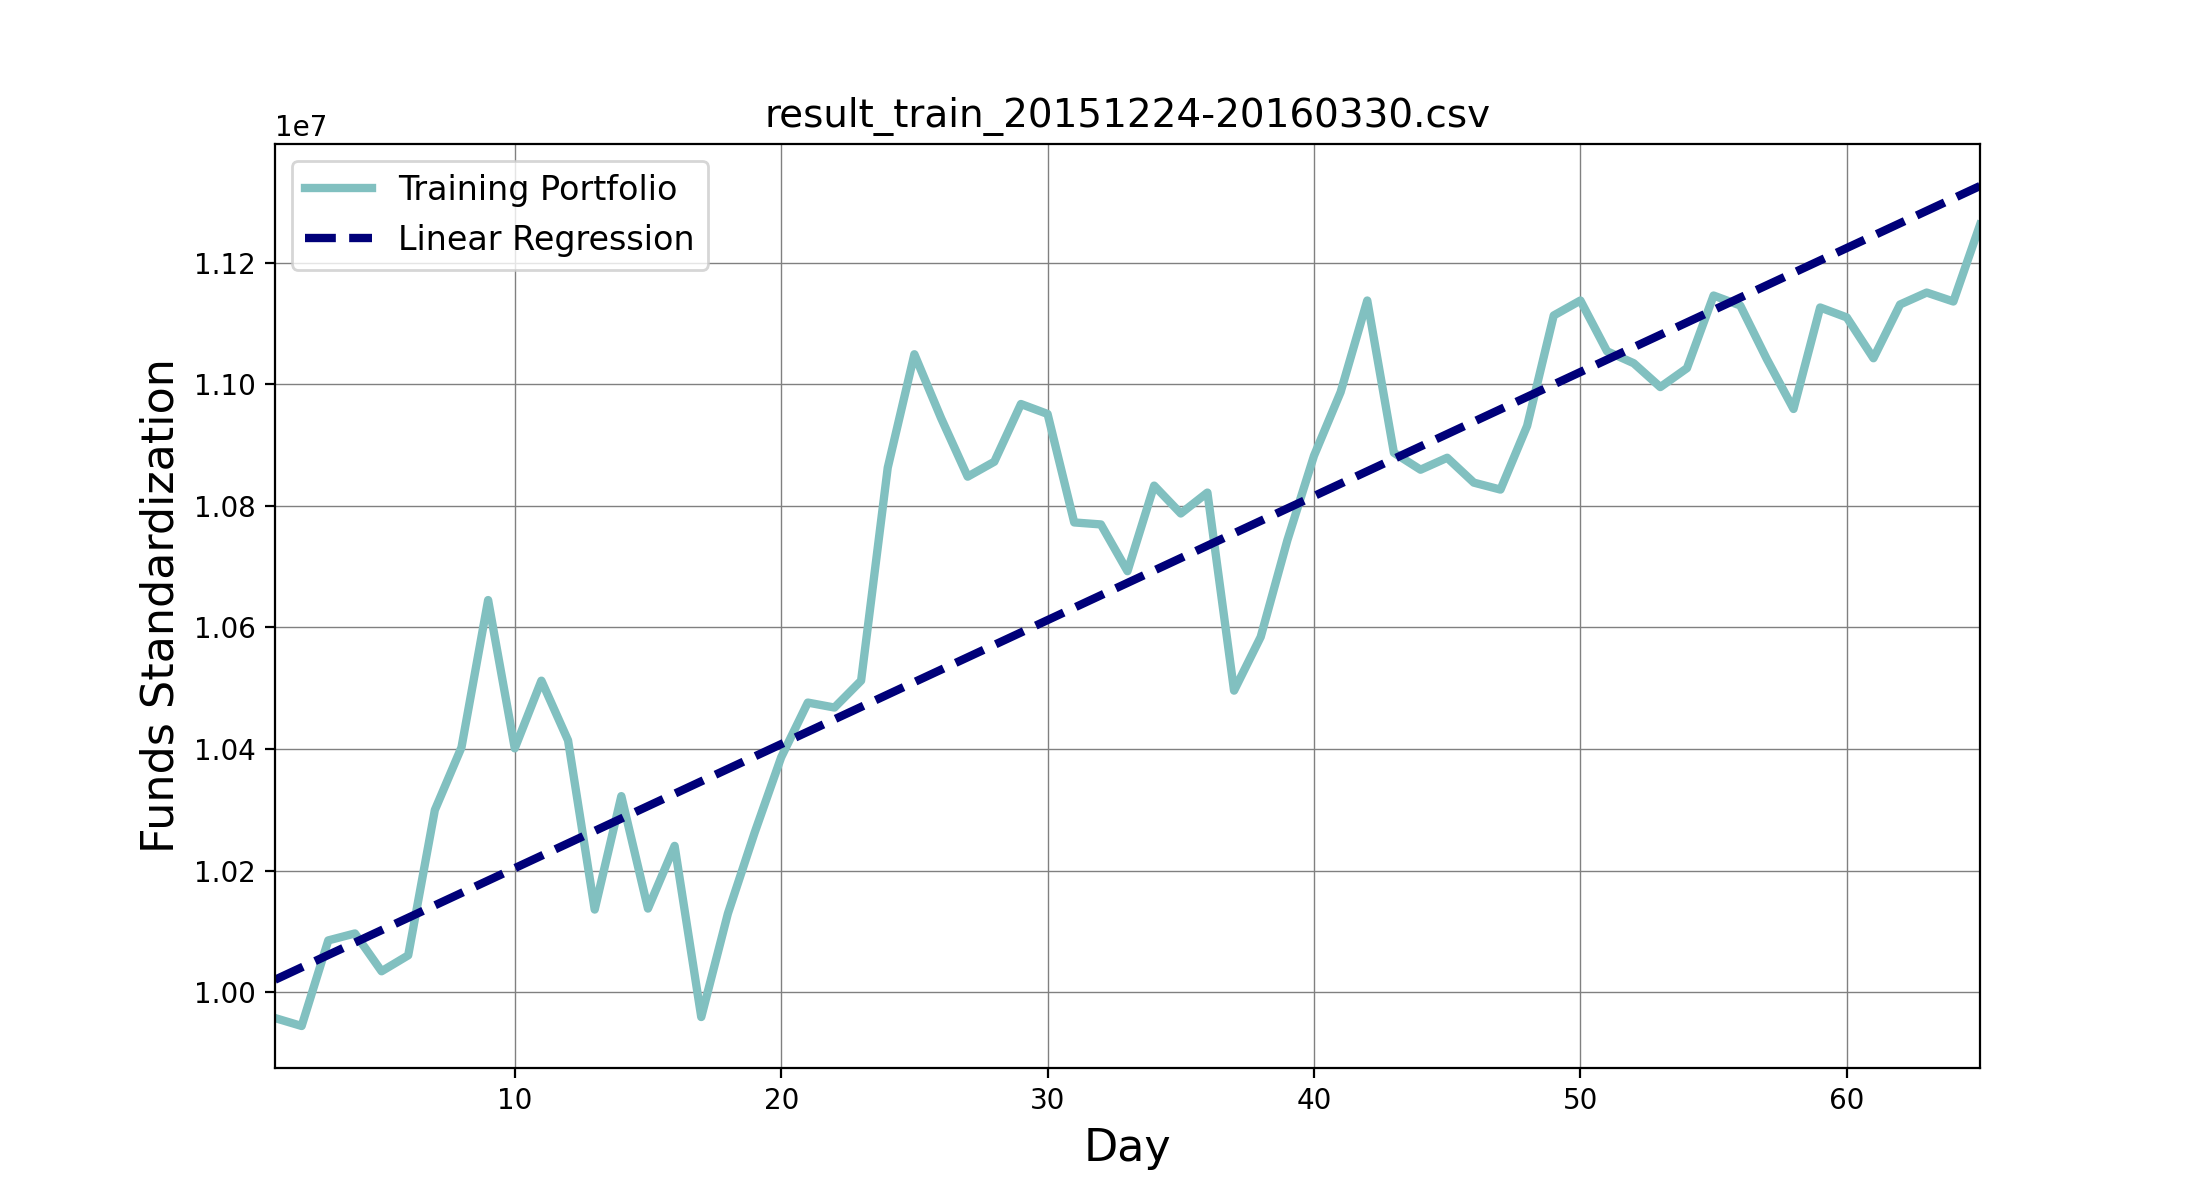 result_train_20151224-20160330.csv
1e7
Training Portfolio
Linear Regression
1.12
1.10
1.08
1.06
1.04
1.02
1.00
Funds Standardization
10 20 30 40 50 60
Day